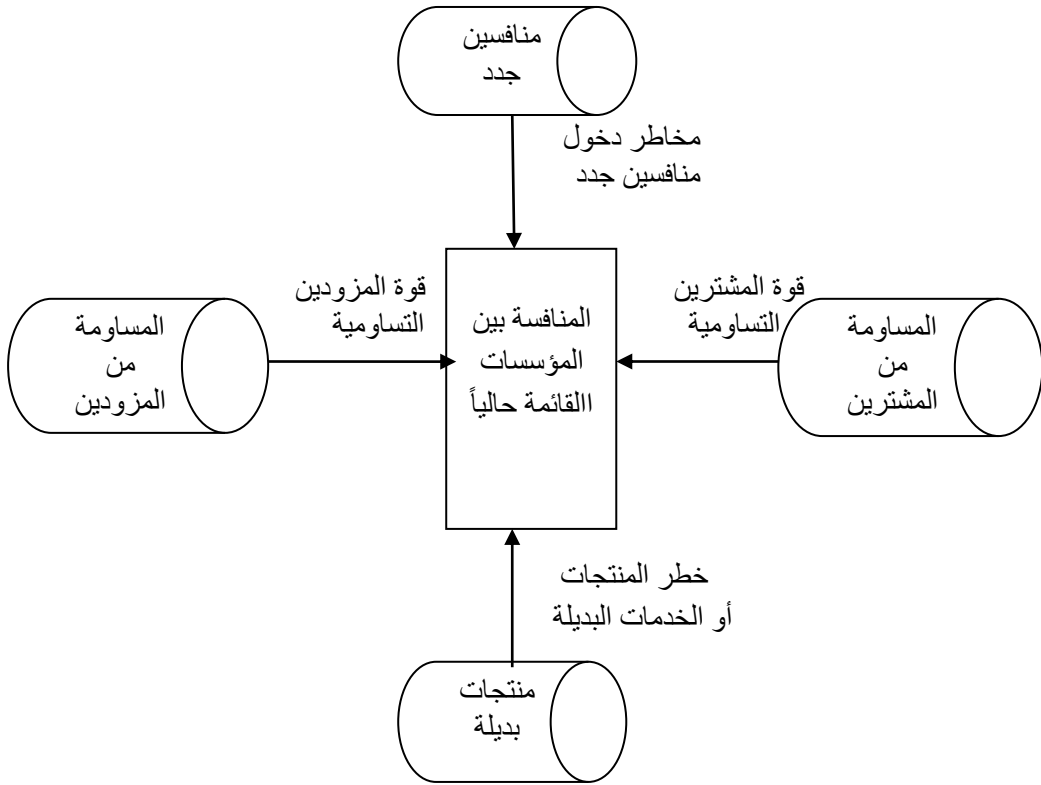 منافسين
جدد
مخاطر دخول
منافسين جدد
قوة المشترين
التساومية
المساومة
من
المشترين
المنافسة بين
المؤسسات
االقائمة حالياً
قوة المزودين
التساومية
المساومة
من
المزودين
خطر المنتجات
أو الخدمات البديلة
منتجات
بديلة